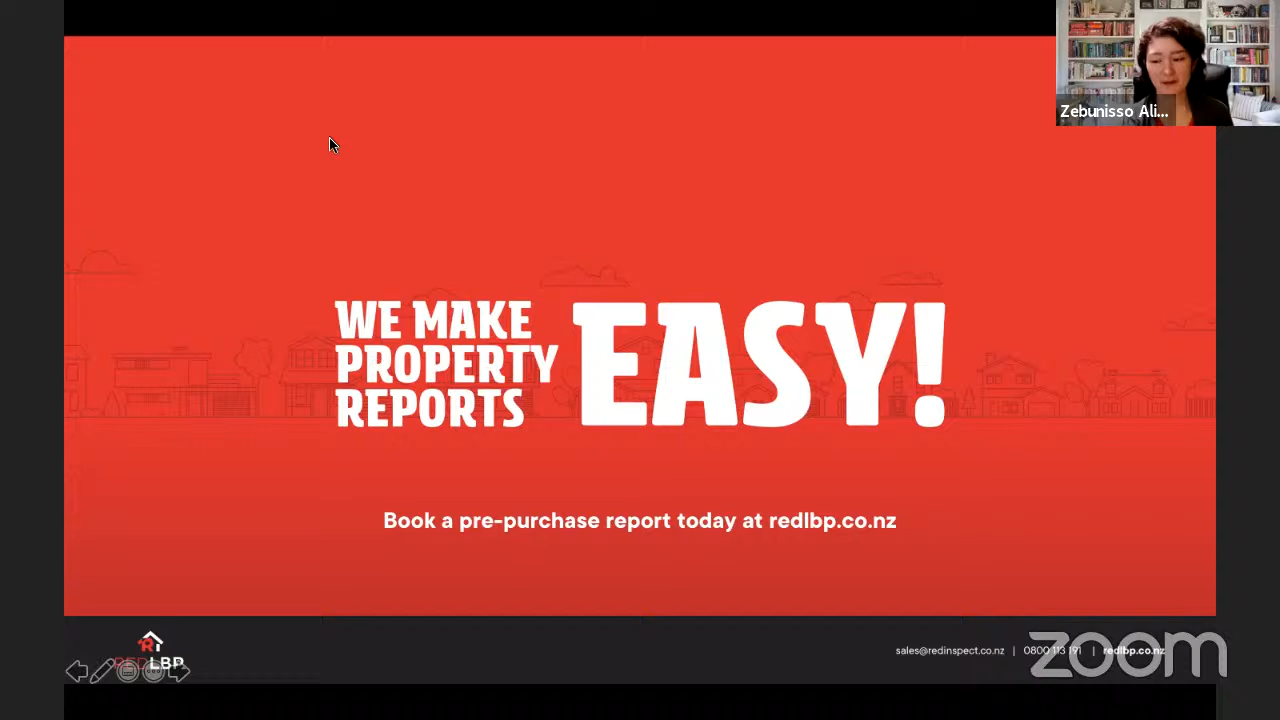 Zebunisso Ali...
WE MAKE
PROPERTY
REPORTS
EASY!
Book a pre-purchase report today at redlbp.co.nz
REDLBP
sales@redinspect.co.nz | 0800 113 191 | redlbp.co.nz
zoom